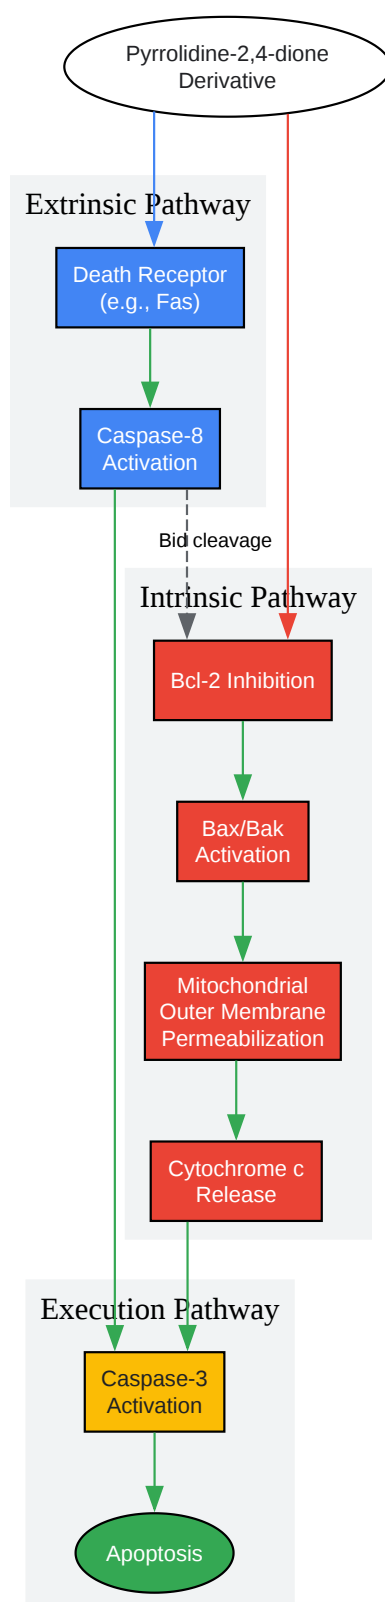 Pyrrolidine-2,4-dione
Derivative
Extrinsic Pathway
Death Receptor
(e.g., Fas)
Caspase-8
Activation
Bid cleavage
Intrinsic Pathway
Bcl-2 Inhibition
Bax/Bak
Activation
Mitochondrial
Outer Membrane
Permeabilization
Cytochrome c
Release
Execution Pathway
Caspase-3
Activation
Apoptosis